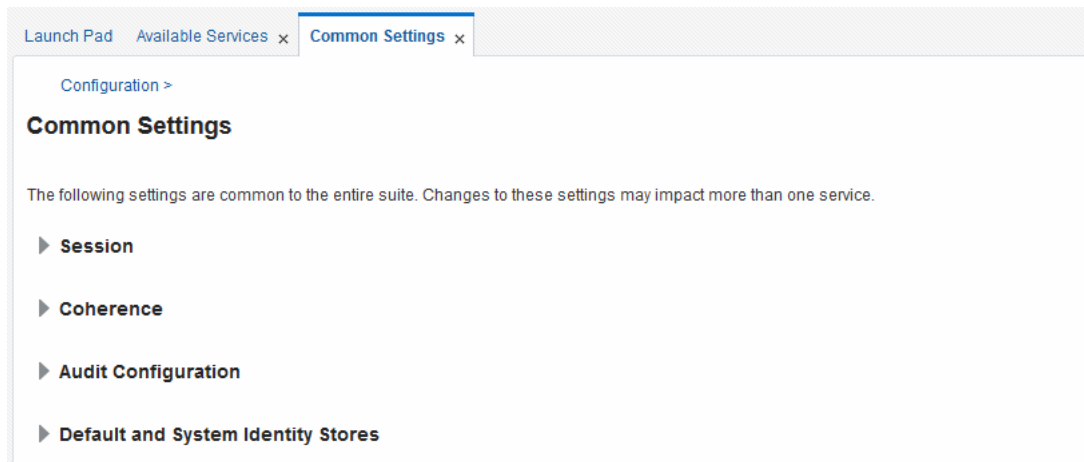 Launch Pad Available Services x Common Settings x
Configuration >
Common Settings
The following settings are common to the entire suite. Changes to these settings may impact more than one service.
Session
Coherence
Audit Configuration
Default and System Identity Stores